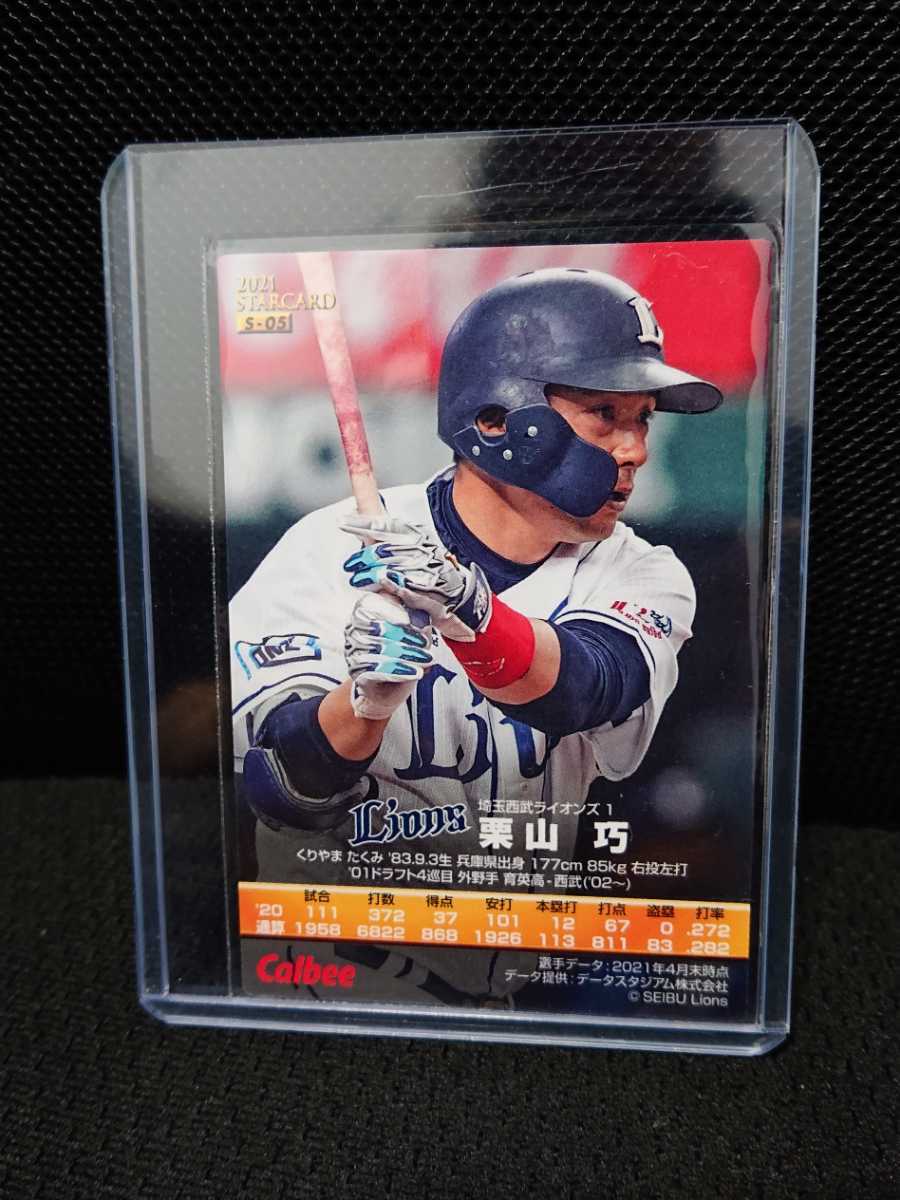 2021
STARCARD
S-05
L
Lions
埼玉西武ライオンズ 1
栗山 巧
くりやま たくみ '83.9.3生 兵庫県出身 177cm 85kg 右投左打
'01ドラフト4巡目 外野手 育英高-西武('02〜)
試合 打数 得点 安打 本塁打 打点 盗塁 打率
'20 111 372 37 101 12 67 0 .272
通算 1958 6822 868 1926 113 811 83 .282
Calbee
選手データ:2021年4月末時点
データ提供:データスタジアム株式会社
© SEIBU Lions